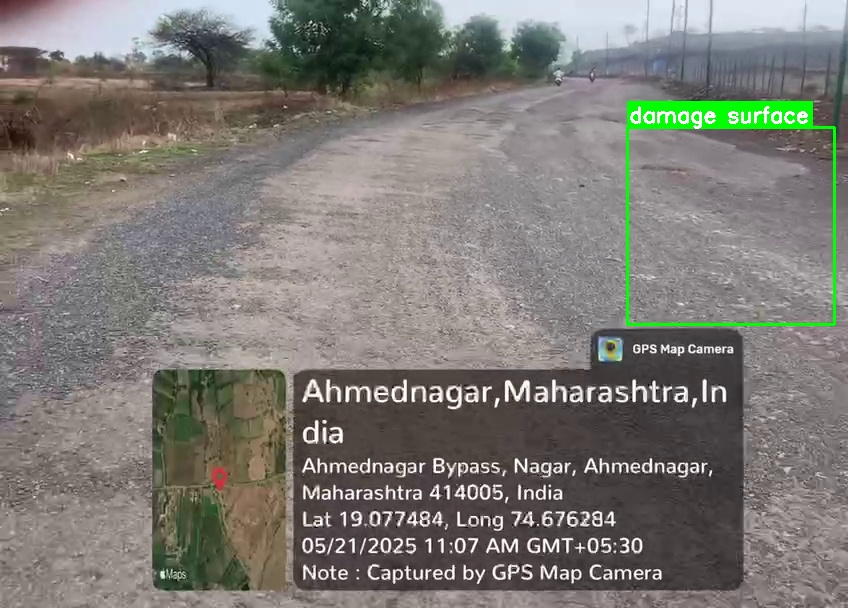 damage surface
GPS Map Camera
Ahmednagar,Maharashtra,In
dia
Ahmednagar Bypass, Nagar, Ahmednagar,
Maharashtra 414005, India
Lat 19.077484, Long 74.676284
05/21/2025 11:07 AM GMT+05:30
Note : Captured by GPS Map Camera
Maps